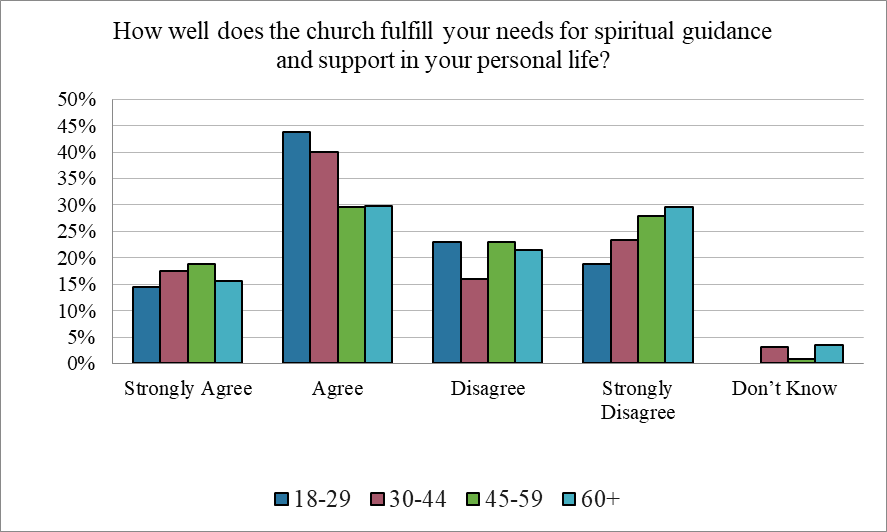 How well does the church fulfill your needs for spiritual guidance
and support in your personal life?
50%
45%
40%
35%
30%
25%
20%
15%
10%
5%
0%
Strongly Agree
Agree
Disagree
Strongly
Disagree
Don’t Know
18-29
30-44
45-59
60+